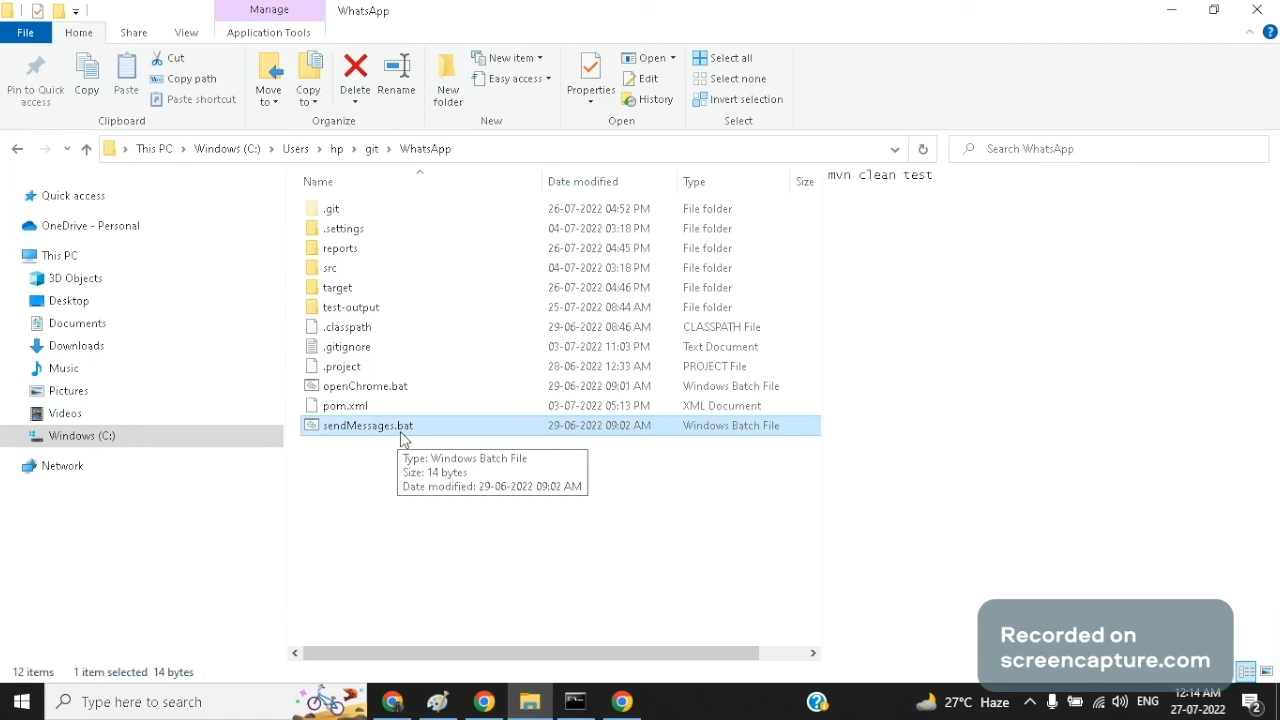 Manage
WhatsApp
File
Home
Share
View
Application Tools
Pin to Quick access
Copy
Paste
Cut
Copy path
Paste shortcut
Clipboard
Move to
Copy to
Delete
Rename
Organize
New folder
New item
Easy access
New
Properties
Open
Edit
History
Open
Select all
Select none
Invert selection
Select
This PC
Windows (C:)
Users
hp
git
WhatsApp
Search WhatsApp
Name
Date modified
Type
Size
mvn clean test
Quick access
OneDrive - Personal
This PC
3D Objects
Desktop
Documents
Downloads
Music
Pictures
Videos
Windows (C:)
Network
.git 26-07-2022 04:52 PM File folder
.settings 04-07-2022 03:18 PM File folder
reports 26-07-2022 04:45 PM File folder
src 04-07-2022 03:18 PM File folder
target 26-07-2022 04:46 PM File folder
test-output 25-07-2022 08:44 AM File folder
.classpath 29-06-2022 08:46 AM CLASSPATH File
.gitignore 03-07-2022 11:03 PM Text Document
.project 28-06-2022 12:33 AM PROJECT File
openChrome.bat 29-06-2022 09:01 AM Windows Batch File
pom.xml 03-07-2022 05:13 PM XML Document
sendMessages.bat 29-06-2022 09:02 AM Windows Batch File
Type: Windows Batch File
Size: 14 bytes
Date modified: 29-06-2022 09:02 AM
12 items 1 item selected 14 bytes
Recorded on
screencapture.com
Type here to search
27°C Haze
ENG
12:14 AM
27-07-2022
2